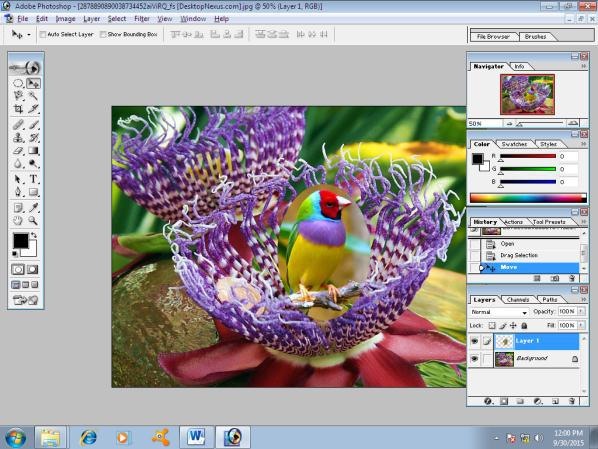 Adobe Photoshop - [2878890890038734452aiViRQ_fs [DesktopNexus.com].jpg @ 50% (Layer 1, RGB)]
File Edit Image Layer Select Filter View Window Help
Auto Select Layer Show Bounding Box
File Browser Brushes
Navigator Info
50%
Color Swatches Styles
R 0
G 0
B 0
History Actions Tool Presets
Open
Drag Selection
Move
Layers Channels Paths
Normal Opacity: 100%
Lock: Fill: 100%
Layer 1
Background
12:00 PM
9/30/2015